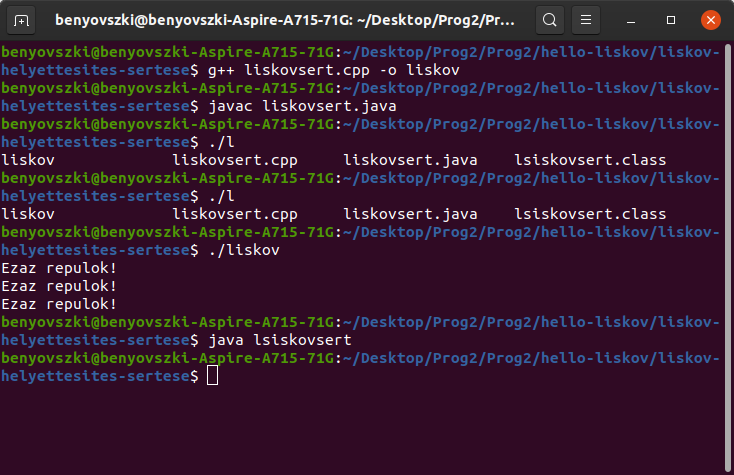 benyovszki@benyovszki-Aspire-A715-71G: ~/Desktop/Prog2/Pr...
benyovszki@benyovszki-Aspire-A715-71G:~/Desktop/Prog2/Prog2/hello-liskov/liskov-
helyettesites-sertese$ g++ liskovsert.cpp -o liskov
benyovszki@benyovszki-Aspire-A715-71G:~/Desktop/Prog2/Prog2/hello-liskov/liskov-
helyettesites-sertese$ javac liskovsert.java
benyovszki@benyovszki-Aspire-A715-71G:~/Desktop/Prog2/Prog2/hello-liskov/liskov-
helyettesites-sertese$ ./l
liskov liskovsert.cpp liskovsert.java lsiskovsert.class
benyovszki@benyovszki-Aspire-A715-71G:~/Desktop/Prog2/Prog2/hello-liskov/liskov-
helyettesites-sertese$ ./l
liskov liskovsert.cpp liskovsert.java lsiskovsert.class
benyovszki@benyovszki-Aspire-A715-71G:~/Desktop/Prog2/Prog2/hello-liskov/liskov-
helyettesites-sertese$ ./liskov
Ezaz repulok!
Ezaz repulok!
Ezaz repulok!
benyovszki@benyovszki-Aspire-A715-71G:~/Desktop/Prog2/Prog2/hello-liskov/liskov-
helyettesites-sertese$ java lsiskovsert
benyovszki@benyovszki-Aspire-A715-71G:~/Desktop/Prog2/Prog2/hello-liskov/liskov-
helyettesites-sertese$